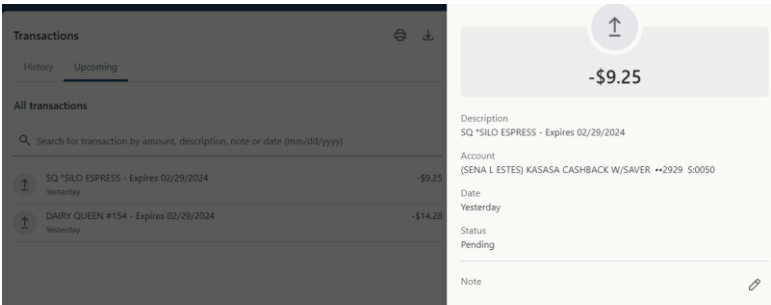 Transactions
History
Upcoming
All transactions
Search for transaction by amount, description, note or date (mm/dd/yyyy)
SQ *SILO ESPRESS - Expires 02/29/2024
-$9.25
Yesterday
DAIRY QUEEN #154 - Expires 02/29/2024
-$14.28
Yesterday
-$9.25
Description
SQ *SILO ESPRESS - Expires 02/29/2024
Account
(SENA L ESTES) KASASA CASHBACK W/SAVER ••2929 S:0050
Date
Yesterday
Status
Pending
Note